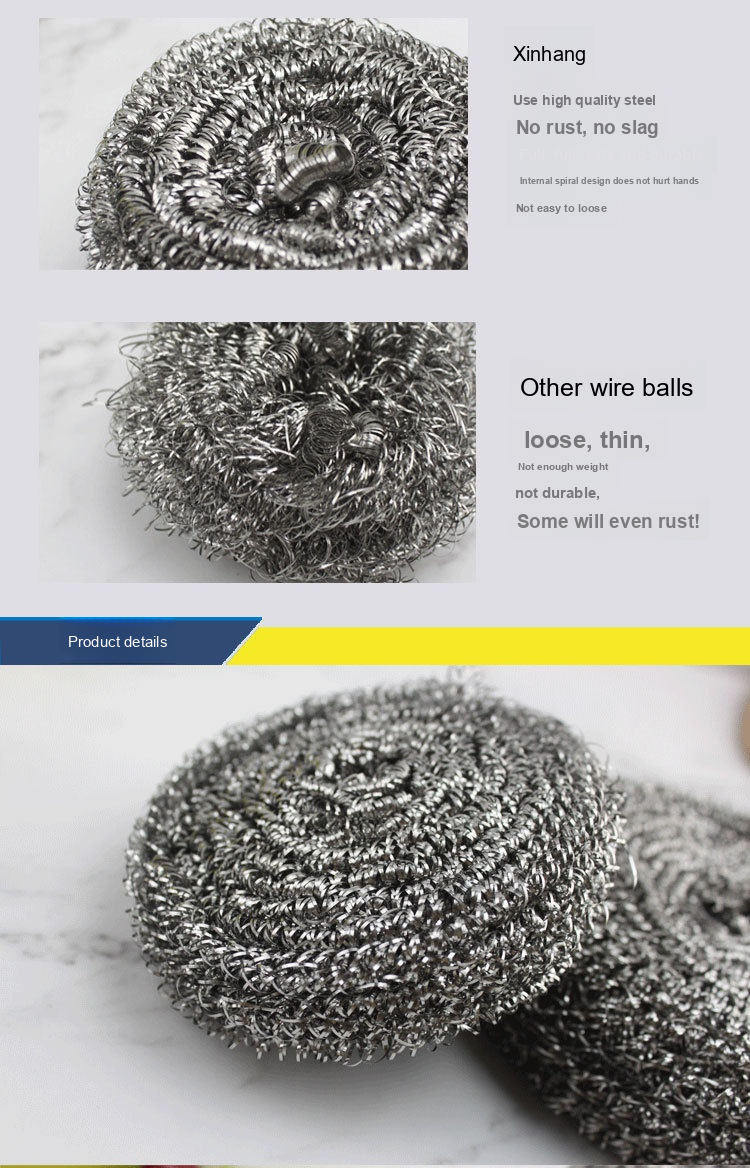 Xinhang
Use high quality steel
No rust, no slag
Internal spiral design does not hurt hands
Not easy to loose
Other wire balls
loose, thin,
Not enough weight
not durable,
Some will even rust!
Product details